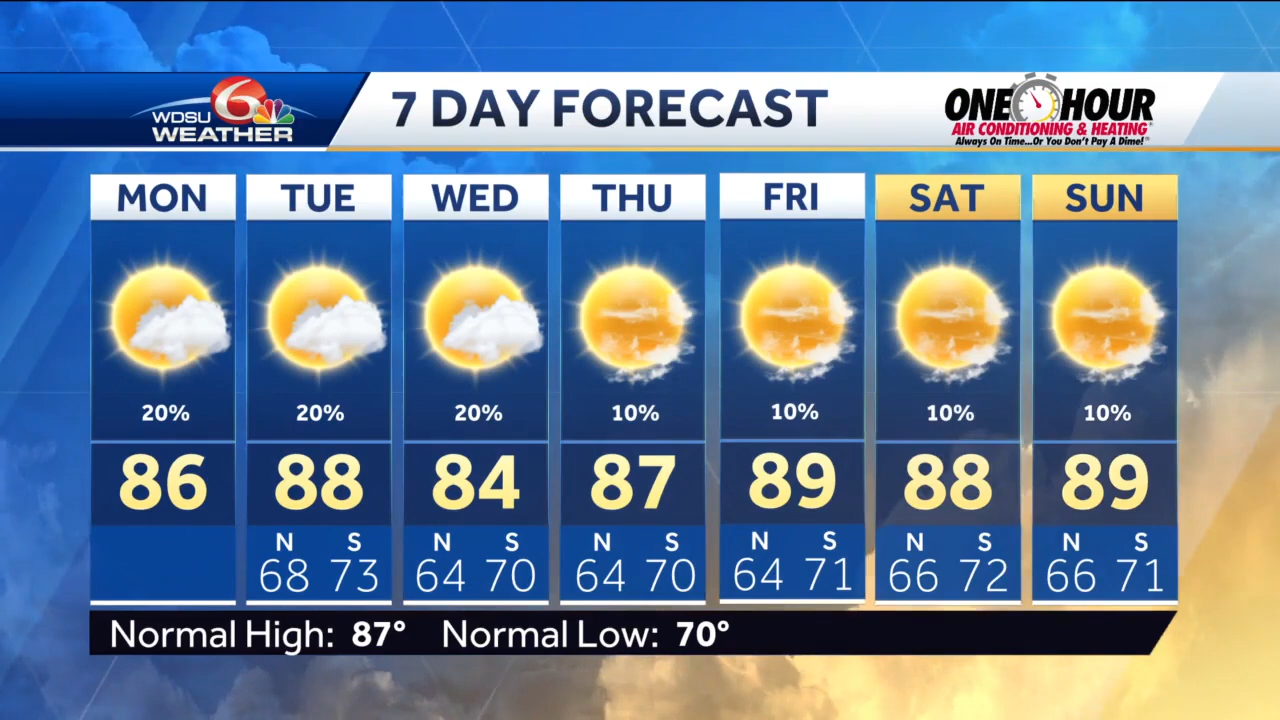 WDSU 6
WEATHER
7 DAY FORECAST
ONE HOUR
AIR CONDITIONING & HEATING
Always On Time...Or You Don't Pay A Dime!
MON TUE WED THU FRI SAT SUN
20% 20% 20% 10% 10% 10% 10%
86 88 84 87 89 88 89
N S N S N S N S N S N S
68 73 64 70 64 70 64 71 66 72 66 71
Normal High: 87° Normal Low: 70°